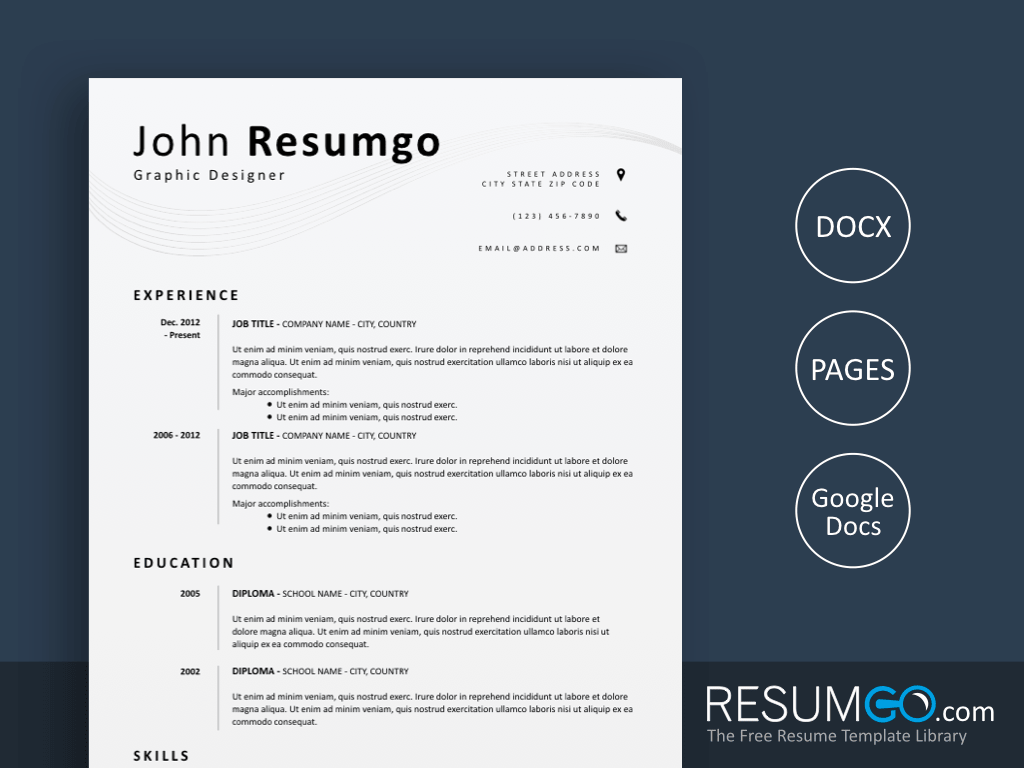 John Resumgo
Graphic Designer
STREET ADDRESS
CITY STATE ZIP CODE
(123) 456-7890
EMAIL@ADDRESS.COM
EXPERIENCE
Dec. 2012
- Present
JOB TITLE - COMPANY NAME - CITY, COUNTRY
Ut enim ad minim veniam, quis nostrud exerc. Irure dolor in reprehend incididunt ut labore et dolore
magna aliqua. Ut enim ad minim veniam, quis nostrud exercitation ullamco laboris nisi ut aliquip ex ea
commodo consequat.
Major accomplishments:
● Ut enim ad minim veniam, quis nostrud exerc.
● Ut enim ad minim veniam, quis nostrud exerc.
2006 - 2012
JOB TITLE - COMPANY NAME - CITY, COUNTRY
Ut enim ad minim veniam, quis nostrud exerc. Irure dolor in reprehend incididunt ut labore et dolore
magna aliqua. Ut enim ad minim veniam, quis nostrud exercitation ullamco laboris nisi ut aliquip ex ea
commodo consequat.
Major accomplishments:
● Ut enim ad minim veniam, quis nostrud exerc.
● Ut enim ad minim veniam, quis nostrud exerc.
EDUCATION
2005
DIPLOMA - SCHOOL NAME - CITY, COUNTRY
Ut enim ad minim veniam, quis nostrud exerc. Irure dolor in reprehend incididunt ut labore et
dolore magna aliqua. Ut enim ad minim veniam, quis nostrud exercitation ullamco laboris nisi ut
aliquip ex ea commodo consequat.
2002
DIPLOMA - SCHOOL NAME - CITY, COUNTRY
Ut enim ad minim veniam, quis nostrud exerc. Irure dolor in reprehend incididunt ut labore et dolore
magna aliqua. Ut enim ad minim veniam, quis nostrud exercitation ullamco laboris nisi ut aliquip ex ea
commodo consequat.
SKILLS
DOCX
PAGES
Google
Docs
RESUMGO.com
The Free Resume Template Library